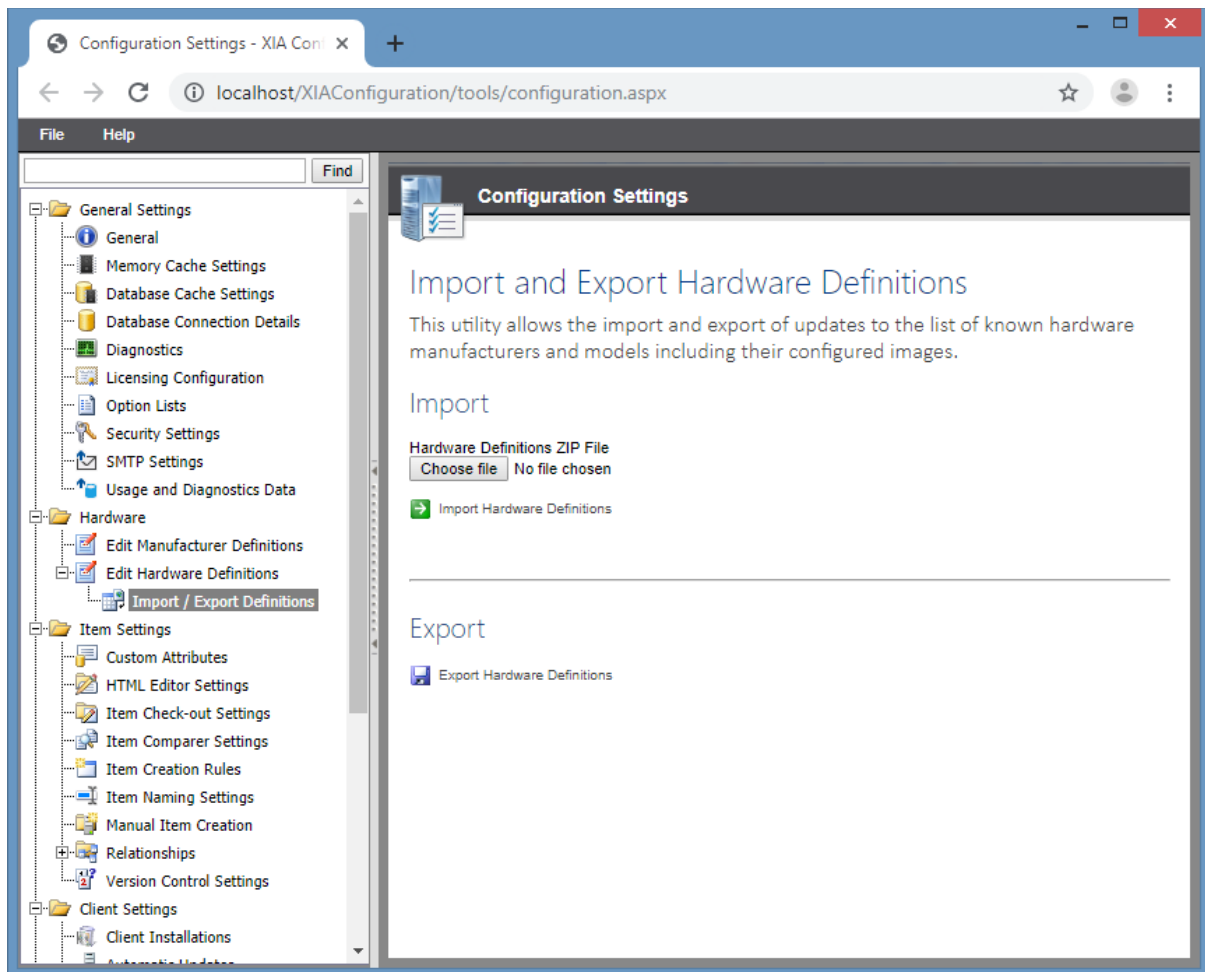 Configuration Settings - XIA Con
localhost/XIAConfiguration/tools/configuration.aspx
File Help
Find
General Settings
General
Memory Cache Settings
Database Cache Settings
Database Connection Details
Diagnostics
Licensing Configuration
Option Lists
Security Settings
SMTP Settings
Usage and Diagnostics Data
Hardware
Edit Manufacturer Definitions
Edit Hardware Definitions
Import / Export Definitions
Item Settings
Custom Attributes
HTML Editor Settings
Item Check-out Settings
Item Comparer Settings
Item Creation Rules
Item Naming Settings
Manual Item Creation
Relationships
Version Control Settings
Client Settings
Client Installations
Automatic Updates
Configuration Settings
Import and Export Hardware Definitions
This utility allows the import and export of updates to the list of known hardware
manufacturers and models including their configured images.
Import
Hardware Definitions ZIP File
Choose file No file chosen
Import Hardware Definitions
Export
Export Hardware Definitions